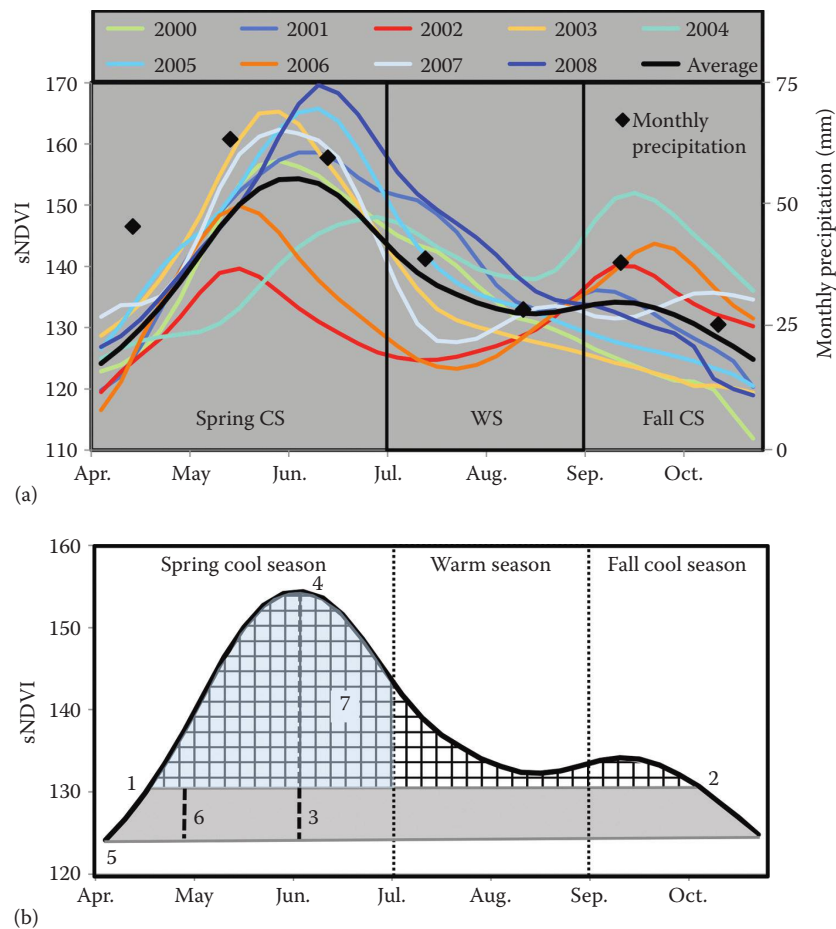 2000 2001 2002 2003 2004
2005 2006 2007 2008 Average
170 75
160 Monthly
precipitation
150 50
sNDVI
Monthly precipitation (mm)
140
130 25
120
Spring CS WS Fall CS
110 0
Apr. May Jun. Jul. Aug. Sep. Oct.
(a)
160
Spring cool season Warm season Fall cool season
4
150
sNDVI
140 7
1 2
130
6 3
5
120
Apr. May Jun. Jul. Aug. Sep. Oct.
(b)